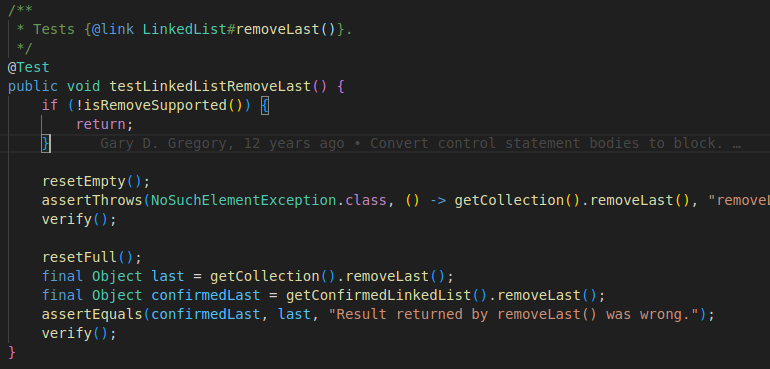 /**
 * Tests {@link LinkedList#removeLast()}.
 */
@Test
public void testLinkedListRemoveLast() {
    if (!isRemoveSupported()) {
        return;
    }      Gary D. Gregory, 12 years ago • Convert control statement bodies to block. …

    resetEmpty();
    assertThrows(NoSuchElementException.class, () -> getCollection().removeLast(), "removeL
    verify();

    resetFull();
    final Object last = getCollection().removeLast();
    final Object confirmedLast = getConfirmedLinkedList().removeLast();
    assertEquals(confirmedLast, last, "Result returned by removeLast() was wrong.");
    verify();
}